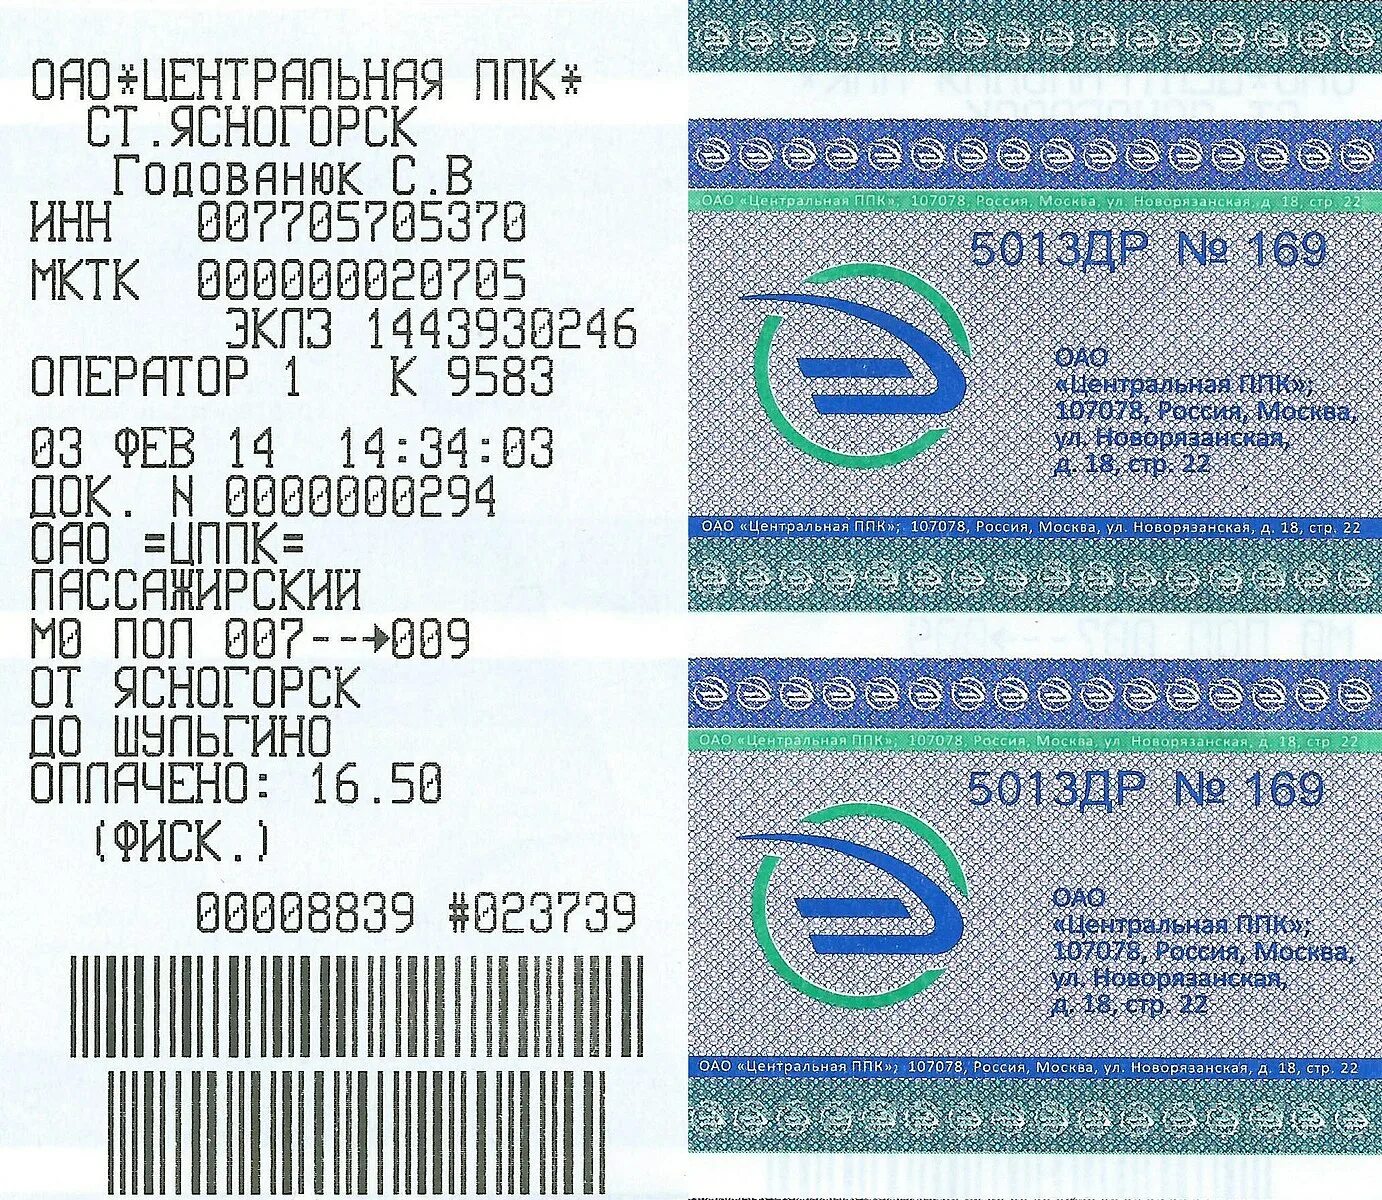 ОАО*ЦЕНТРАЛЬНАЯ ППК*
СТ.ЯСНОГОРСК
Годованюк С.В
ИНН 007705705370
МКТК 000000020705
ЭКЛЗ 1443930246
ОПЕРАТОР 1 К 9583
03 ФЕВ 14 14:34:03
ДОК. N 0000000294
ОАО =ЦППК=
ПАССАЖИРСКИЙ
М0 ПОЛ 007--→009
ОТ ЯСНОГОРСК
ДО ШУЛЬГИНО
ОПЛАЧЕНО: 16.50
(ФИСК.)
00008839 #023739
ОАО «Центральная ППК»; 107078, Россия, Москва, ул. Новорязанская, д. 18, стр. 22
5013ДР № 169
ОАО
«Центральная ППК»;
107078, Россия, Москва,
ул. Новорязанская,
д. 18, стр. 22
ОАО «Центральная ППК»; 107078, Россия, Москва, ул. Новорязанская, д. 18, стр. 22
ОАО «Центральная ППК»; 107078, Россия, Москва, ул. Новорязанская, д. 18, стр. 22
5013ДР № 169
ОАО
«Центральная ППК»;
107078, Россия, Москва,
ул. Новорязанская,
д. 18, стр. 22
ОАО «Центральная ППК»; 107078, Россия, Москва, ул. Новорязанская, д. 18, стр. 22